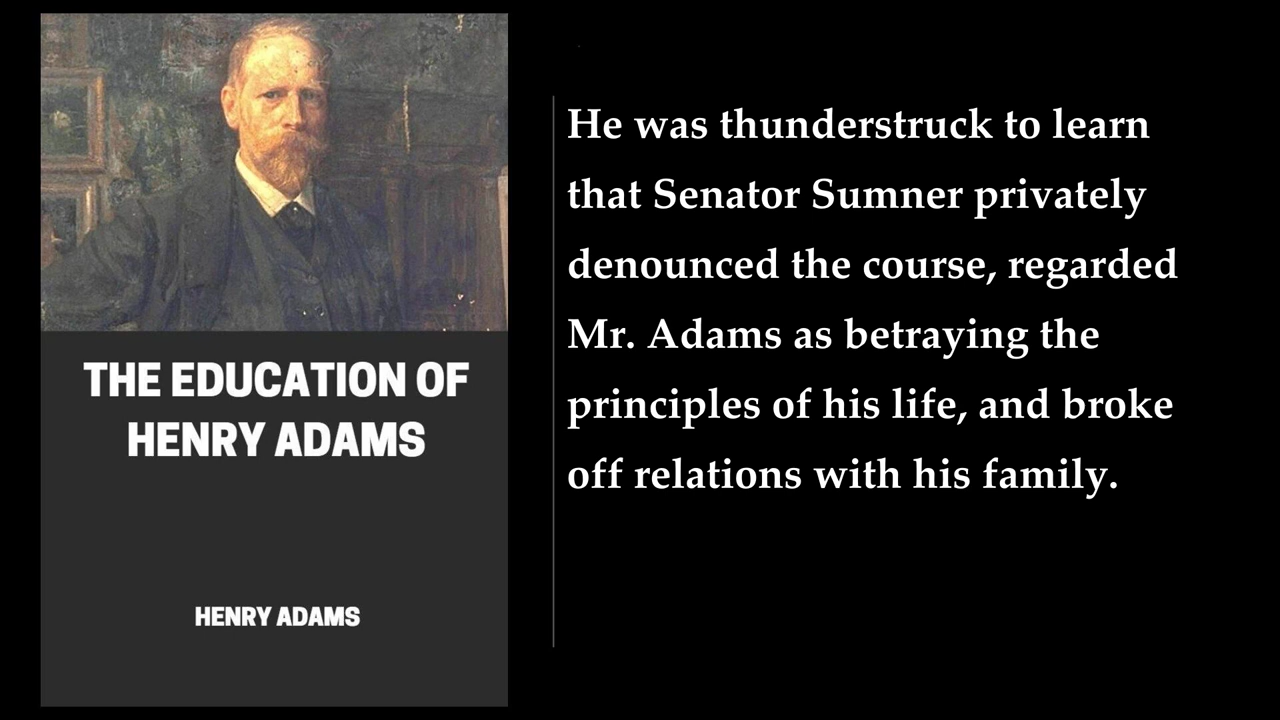 THE EDUCATION OF
HENRY ADAMS
HENRY ADAMS
He was thunderstruck to learn
that Senator Sumner privately
denounced the course, regarded
Mr. Adams as betraying the
principles of his life, and broke
off relations with his family.